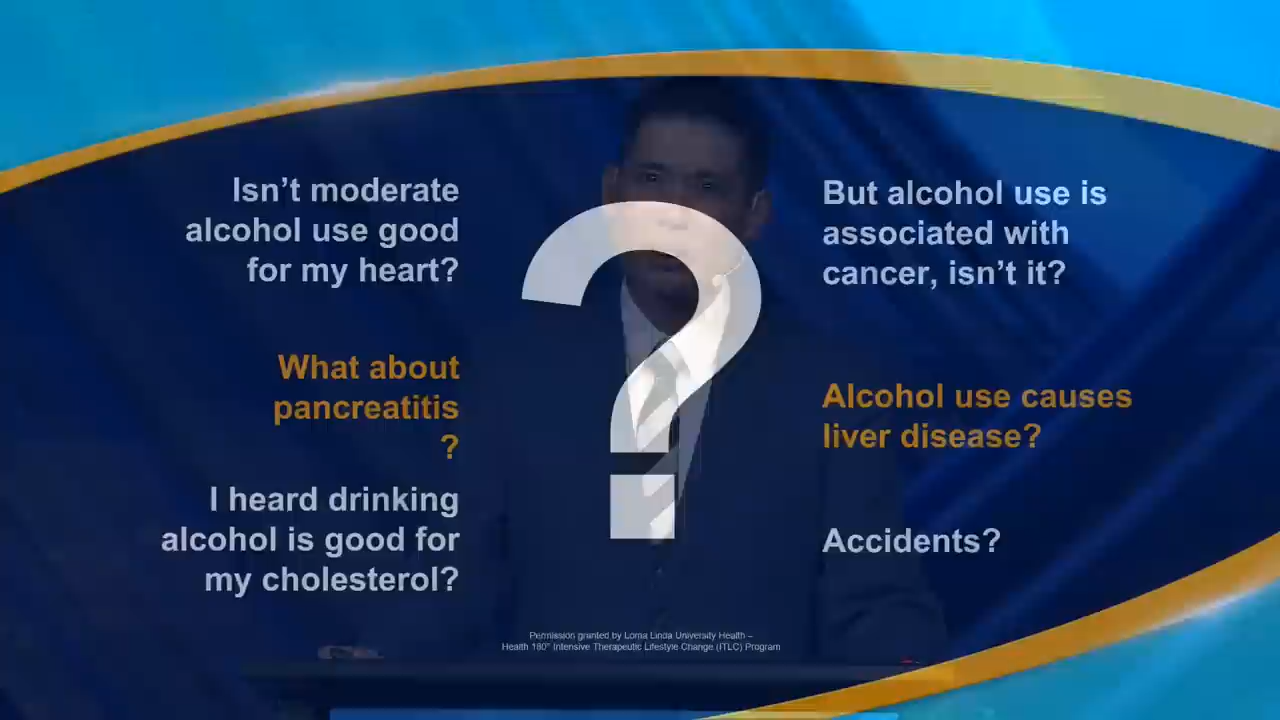 Isn’t moderate
alcohol use good
for my heart?
What about
pancreatitis
?
I heard drinking
alcohol is good for
my cholesterol?
?
But alcohol use is
associated with
cancer, isn’t it?
Alcohol use causes
liver disease?
Accidents?
Permission granted by Loma Linda University Health –
Health 180° Intensive Therapeutic Lifestyle Change (ITLC) Program